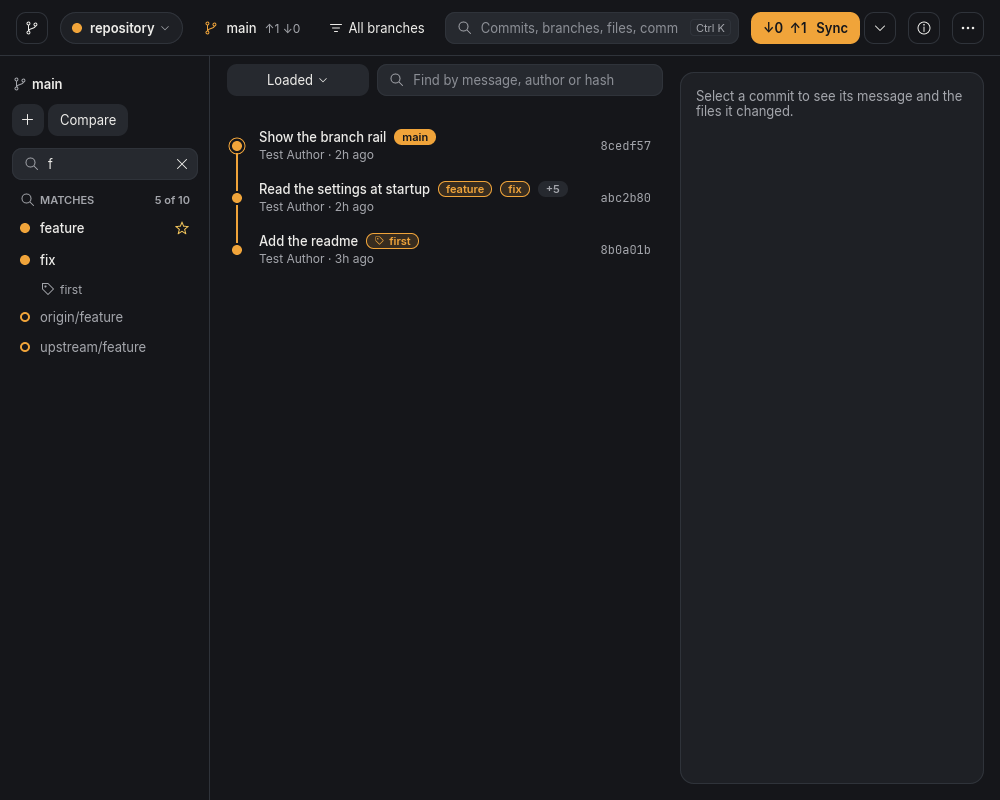 repository
main ↑1 ↓0
All branches
Commits, branches, files, comm Ctrl K
↓0 ↑1 Sync
main
+ Compare
f
MATCHES 5 of 10
feature
fix
first
origin/feature
upstream/feature
Loaded
Find by message, author or hash
Show the branch rail main
Test Author · 2h ago
8cedf57
Read the settings at startup feature fix +5
Test Author · 2h ago
abc2b80
Add the readme first
Test Author · 3h ago
8b0a01b
Select a commit to see its message and the
files it changed.